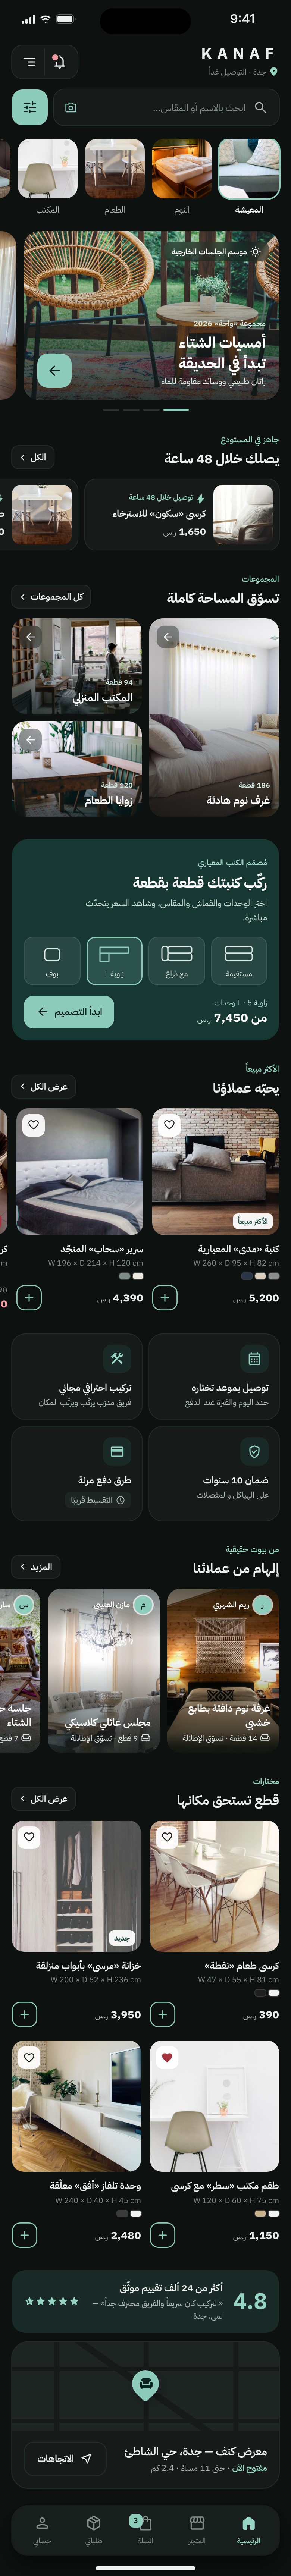 9:41
KANAF
جدة · التوصيل غداً
ابحث بالاسم أو المقاس...
المعيشة
النوم
الطعام
المكتب
موسم الجلسات الخارجية
مجموعة «واحة» 2026
أمسيات الشتاء
تبدأ في الحديقة
راتان طبيعي ووسائد مقاومة للماء
جاهز في المستودع
يصلك خلال 48 ساعة
الكل
توصيل خلال 48 ساعة
كرسي «سكون» للاسترخاء
1,650 ر.س
المجموعات
تسوّق المساحة كاملة
كل المجموعات
186 قطعة
غرف نوم هادئة
94 قطعة
المكتب المنزلي
120 قطعة
زوايا الطعام
مُصمّم الكنب المعياري
ركّب كنبتك قطعة بقطعة
اختر الوحدات والقماش والمقاس، وشاهد السعر يتحدّث
مباشرة.
مستقيمة
مع ذراع
زاوية L
بوف
زاوية L · 5 وحدات
من 7,450 ر.س
ابدأ التصميم
الأكثر مبيعاً
يحبّه عملاؤنا
عرض الكل
الأكثر مبيعاً
كنبة «مدى» المعيارية
W 260 × D 95 × H 82 cm
5,200 ر.س
سرير «سحاب» المنجّد
W 196 × D 214 × H 120 cm
4,390 ر.س
توصيل بموعد تختاره
حدد اليوم والفترة عند الدفع
تركيب احترافي مجاني
فريق مدرّب يركّب ويرتّب المكان
ضمان 10 سنوات
على الهياكل والمفصلات
طرق دفع مرنة
التقسيط قريبًا
من بيوت حقيقية
إلهام من عملائنا
المزيد
ر
ريم الشهري
غرفة نوم دافئة بطابع
خشبي
14 قطعة · تسوّق الإطلالة
م
مازن العتيبي
مجلس عائلي كلاسيكي
9 قطع · تسوّق الإطلالة
س
الشتاء
مختارات
قطع تستحق مكانها
عرض الكل
كرسي طعام «نقطة»
W 47 × D 55 × H 81 cm
390 ر.س
جديد
خزانة «مرسى» بأبواب منزلقة
W 200 × D 62 × H 236 cm
3,950 ر.س
طقم مكتب «سطر» مع كرسي
W 120 × D 60 × H 75 cm
1,150 ر.س
وحدة تلفاز «أفق» معلّقة
W 240 × D 40 × H 45 cm
2,480 ر.س
4.8
أكثر من 24 ألف تقييم موثّق
«التركيب كان سريعاً والفريق محترف جداً» —
لمى، جدة
معرض كنف — جدة، حي الشاطئ
مفتوح الآن · حتى 11 مساءً · 2.4 كم
الاتجاهات
الرئيسية
المتجر
3
السلة
طلباتي
حسابي